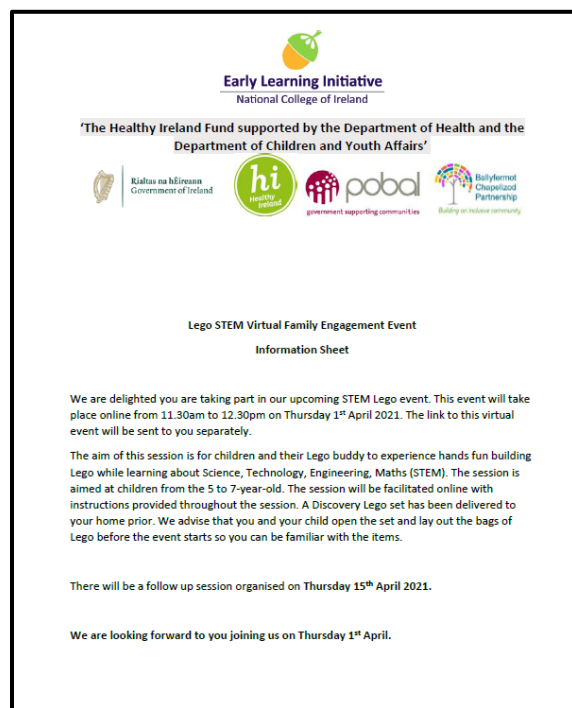 Early Learning Initiative
National College of Ireland
‘The Healthy Ireland Fund supported by the Department of Health and the
Department of Children and Youth Affairs’
Rialtas na hÉireann
Government of Ireland
hi
Healthy
Ireland
pobal
government supporting communities
Ballyfermot
Chapelizod
Partnership
Building an inclusive community
Lego STEM Virtual Family Engagement Event
Information Sheet
We are delighted you are taking part in our upcoming STEM Lego event. This event will take
place online from 11.30am to 12.30pm on Thursday 1st April 2021. The link to this virtual
event will be sent to you separately.
The aim of this session is for children and their Lego buddy to experience hands fun building
Lego while learning about Science, Technology, Engineering, Maths (STEM). The session is
aimed at children from the 5 to 7-year-old. The session will be facilitated online with
instructions provided throughout the session. A Discovery Lego set has been delivered to
your home prior. We advise that you and your child open the set and lay out the bags of
Lego before the event starts so you can be familiar with the items.
There will be a follow up session organised on Thursday 15th April 2021.
We are looking forward to you joining us on Thursday 1st April.